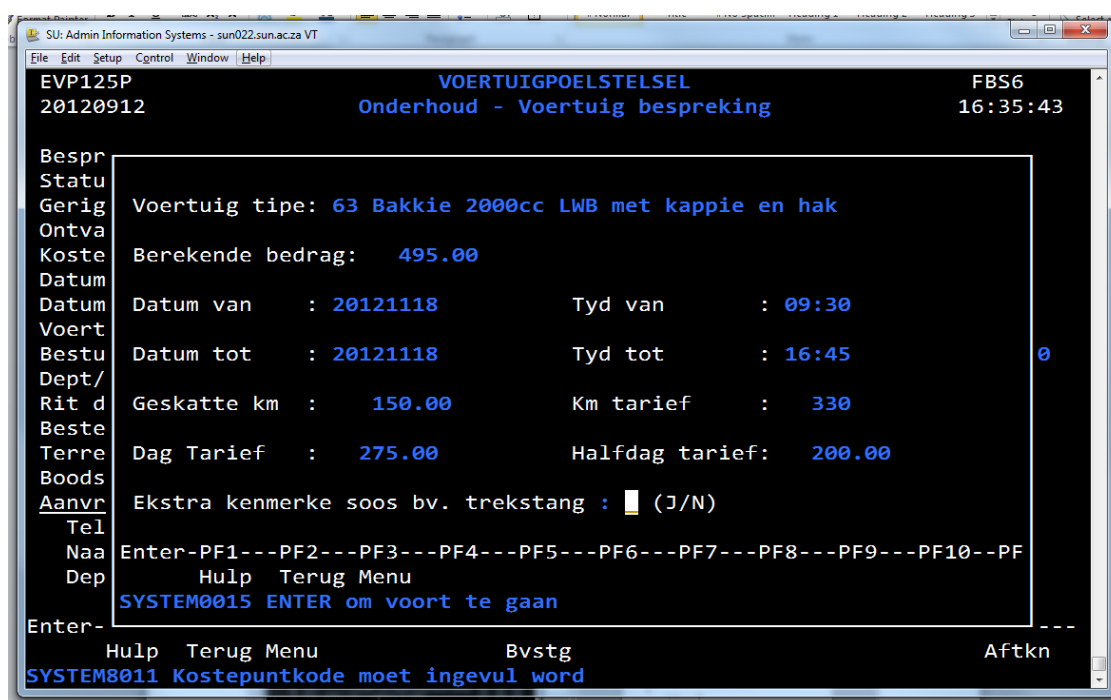 Format Painter
SU: Admin Information Systems - sun022.sun.ac.za VT
File Edit Setup Control Window Help
EVP125P VOERTUIGPOELSTELSEL FBS6
20120912 Onderhoud - Voertuig bespreking 16:35:43
Bespr
Statu
Gerig Voertuig tipe: 63 Bakkie 2000cc LWB met kappie en hak
Ontva
Koste Berekende bedrag: 495.00
Datum
Datum Datum van : 20121118 Tyd van : 09:30
Voert
Bestu Datum tot : 20121118 Tyd tot : 16:45 0
Dept/
Rit d Geskatte km : 150.00 Km tarief : 330
Beste
Terre Dag Tarief : 275.00 Halfdag tarief: 200.00
Boods
Aanvr Ekstra kenmerke soos bv. trekstang : (J/N)
Tel
Naa Enter-PF1---PF2---PF3---PF4---PF5---PF6---PF7---PF8---PF9---PF10--PF
Dep Hulp Terug Menu
SYSTEM0015 ENTER om voort te gaan
Enter- ---
Hulp Terug Menu Bvstg Aftkn
SYSTEM8011 Kostepuntkode moet ingevul word